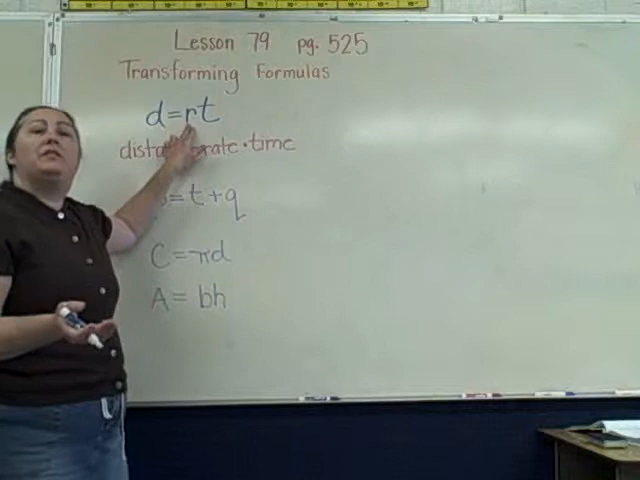 Lesson 79 pg. 525
Transforming Formulas
d=rt
rate • time
= t+q
C=πd
A= bh